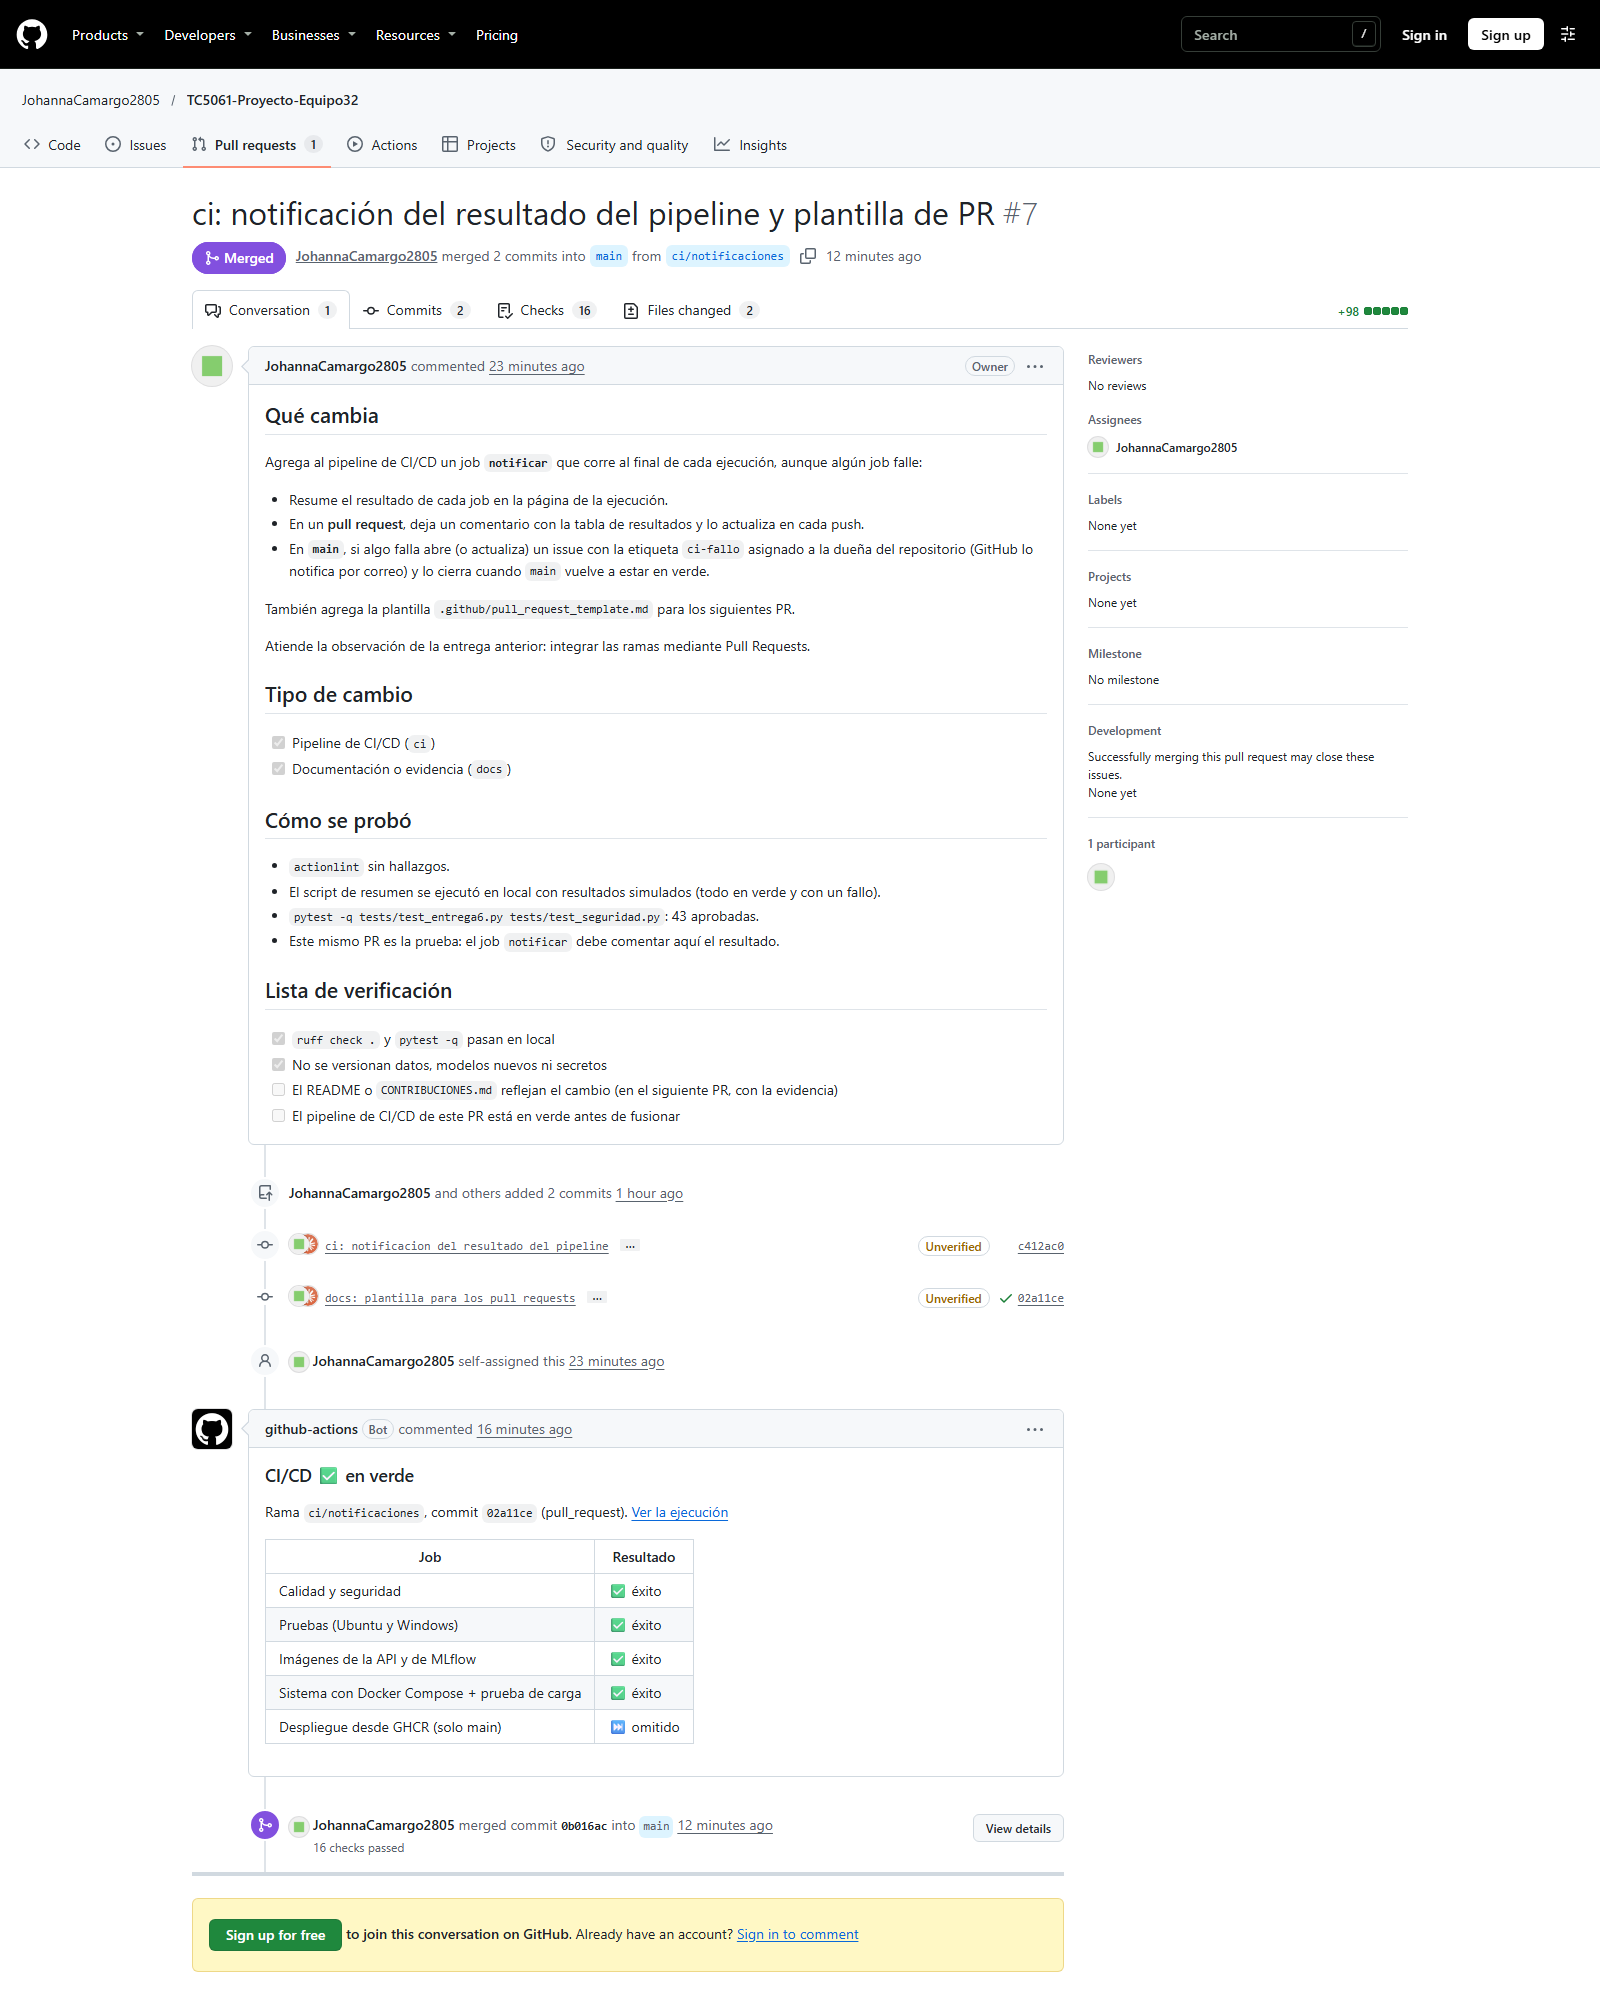 Products Developers Businesses Resources Pricing Search / Sign in Sign up
JohannaCamargo2805 / TC5061-Proyecto-Equipo32
Code Issues Pull requests 1 Actions Projects Security and quality Insights
ci: notificación del resultado del pipeline y plantilla de PR #7
Merged JohannaCamargo2805 merged 2 commits into main from ci/notificaciones 12 minutes ago
Conversation 1 Commits 2 Checks 16 Files changed 2 +98
JohannaCamargo2805 commented 23 minutes ago Owner
Qué cambia
Agrega al pipeline de CI/CD un job notificar que corre al final de cada ejecución, aunque algún job falle:
Resume el resultado de cada job en la página de la ejecución.
En un pull request, deja un comentario con la tabla de resultados y lo actualiza en cada push.
En main, si algo falla abre (o actualiza) un issue con la etiqueta ci-fallo asignado a la dueña del repositorio (GitHub lo
notifica por correo) y lo cierra cuando main vuelve a estar en verde.
También agrega la plantilla .github/pull_request_template.md para los siguientes PR.
Atiende la observación de la entrega anterior: integrar las ramas mediante Pull Requests.
Tipo de cambio
Pipeline de CI/CD ( ci )
Documentación o evidencia ( docs )
Cómo se probó
actionlint sin hallazgos.
El script de resumen se ejecutó en local con resultados simulados (todo en verde y con un fallo).
pytest -q tests/test_entrega6.py tests/test_seguridad.py : 43 aprobadas.
Este mismo PR es la prueba: el job notificar debe comentar aquí el resultado.
Lista de verificación
ruff check . y pytest -q pasan en local
No se versionan datos, modelos nuevos ni secretos
El README o CONTRIBUCIONES.md reflejan el cambio (en el siguiente PR, con la evidencia)
El pipeline de CI/CD de este PR está en verde antes de fusionar
JohannaCamargo2805 and others added 2 commits 1 hour ago
ci: notificacion del resultado del pipeline ... Unverified c412ac0
docs: plantilla para los pull requests ... Unverified 02a11ce
JohannaCamargo2805 self-assigned this 23 minutes ago
github-actions Bot commented 16 minutes ago
CI/CD ✅ en verde
Rama ci/notificaciones , commit 02a11ce (pull_request). Ver la ejecución
Job Resultado
Calidad y seguridad ✅ éxito
Pruebas (Ubuntu y Windows) ✅ éxito
Imágenes de la API y de MLflow ✅ éxito
Sistema con Docker Compose + prueba de carga ✅ éxito
Despliegue desde GHCR (solo main) ⏭️ omitido
JohannaCamargo2805 merged commit 0b016ac into main 12 minutes ago View details
16 checks passed
Sign up for free to join this conversation on GitHub. Already have an account? Sign in to comment
Reviewers
No reviews
Assignees
JohannaCamargo2805
Labels
None yet
Projects
None yet
Milestone
No milestone
Development
Successfully merging this pull request may close these
issues.
None yet
1 participant